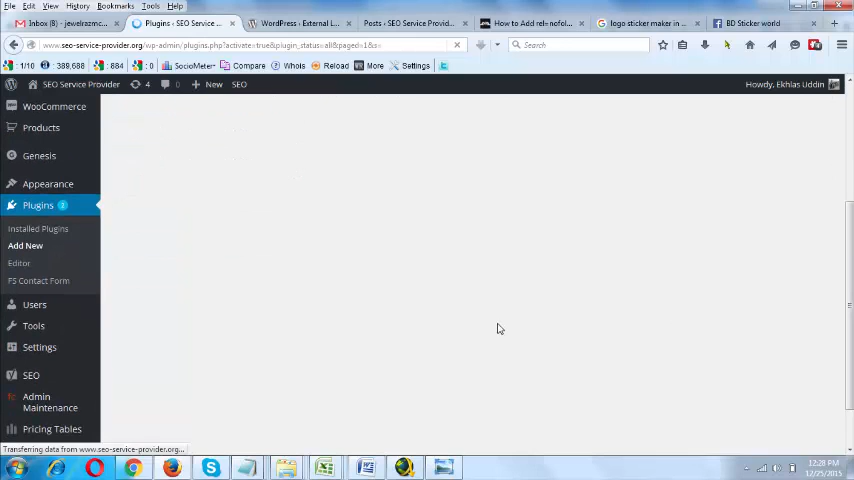 File Edit View History Bookmarks Tools Help
Inbox (8) - jewelrazmc... Plugins ‹ SEO Service ... WordPress › External L... Posts ‹ SEO Service Provid... How to Add rel=nofol... logo sticker maker in ... BD Sticker world
www.seo-service-provider.org/wp-admin/plugins.php?activate=true&plugin_status=all&paged=1&s= Search
: 1/10 : 389,688 : 884 : 0 SocioMeter Compare Whois Reload More Settings
SEO Service Provider 4 0 New SEO Howdy, Ekhlas Uddin
WooCommerce
Products
Genesis
Appearance
Plugins 2
Installed Plugins
Add New
Editor
FS Contact Form
Users
Tools
Settings
SEO
Admin
Maintenance
Pricing Tables
Transferring data from www.seo-service-provider.org...
12:28 PM
12/25/2015